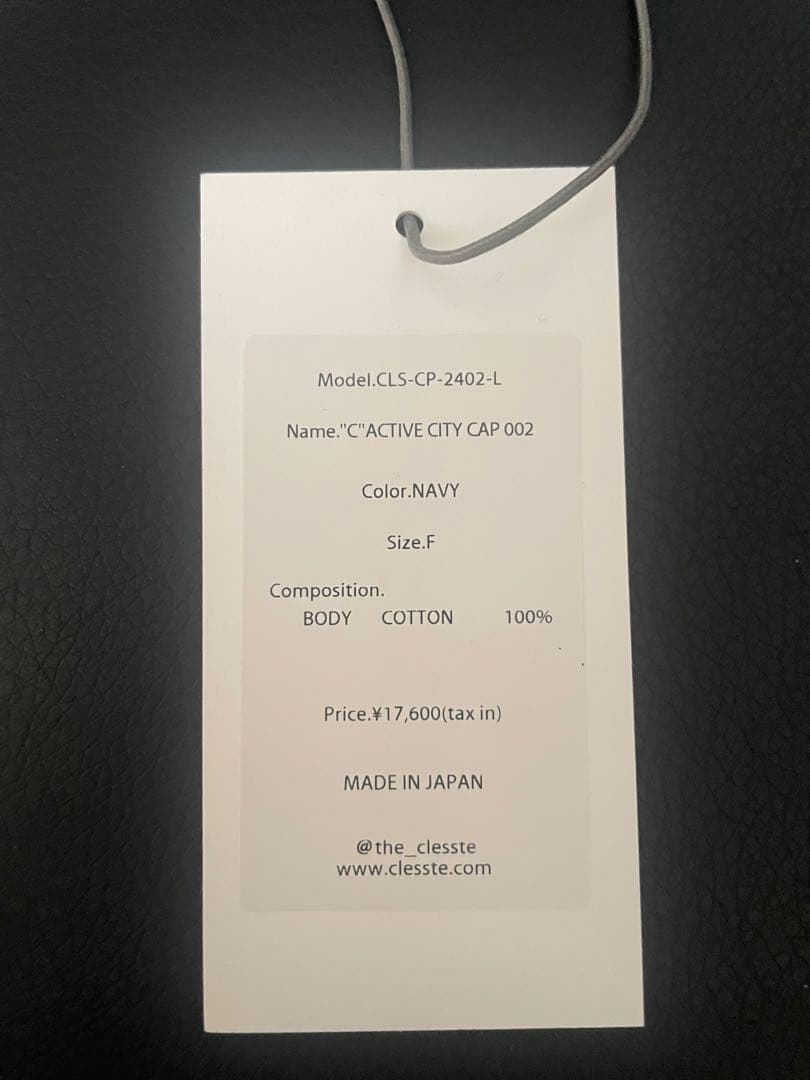 Model.CLS-CP-2402-L
Name."C"ACTIVE CITY CAP 002
Color.NAVY
Size.F
Composition.
BODY COTTON 100%
Price.¥17,600(tax in)
MADE IN JAPAN
@the_clesste
www.clesste.com